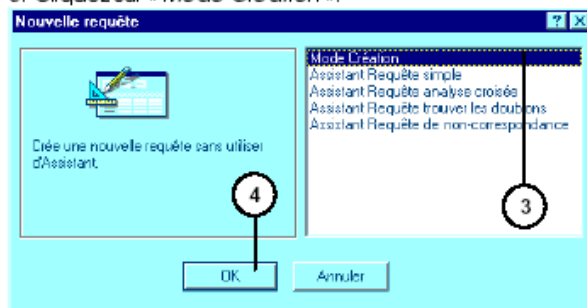 3. Cliquez sur « Mode Création ».
Nouvelle requête
Crée une nouvelle requête sans utiliser
d'Assistant.
Mode Création
Assistant Requête simple
Assistant Requête analyse croisée
Assistant Requête trouver les doublons
Assistant Requête de non-correspondance
4
3
OK
Annuler